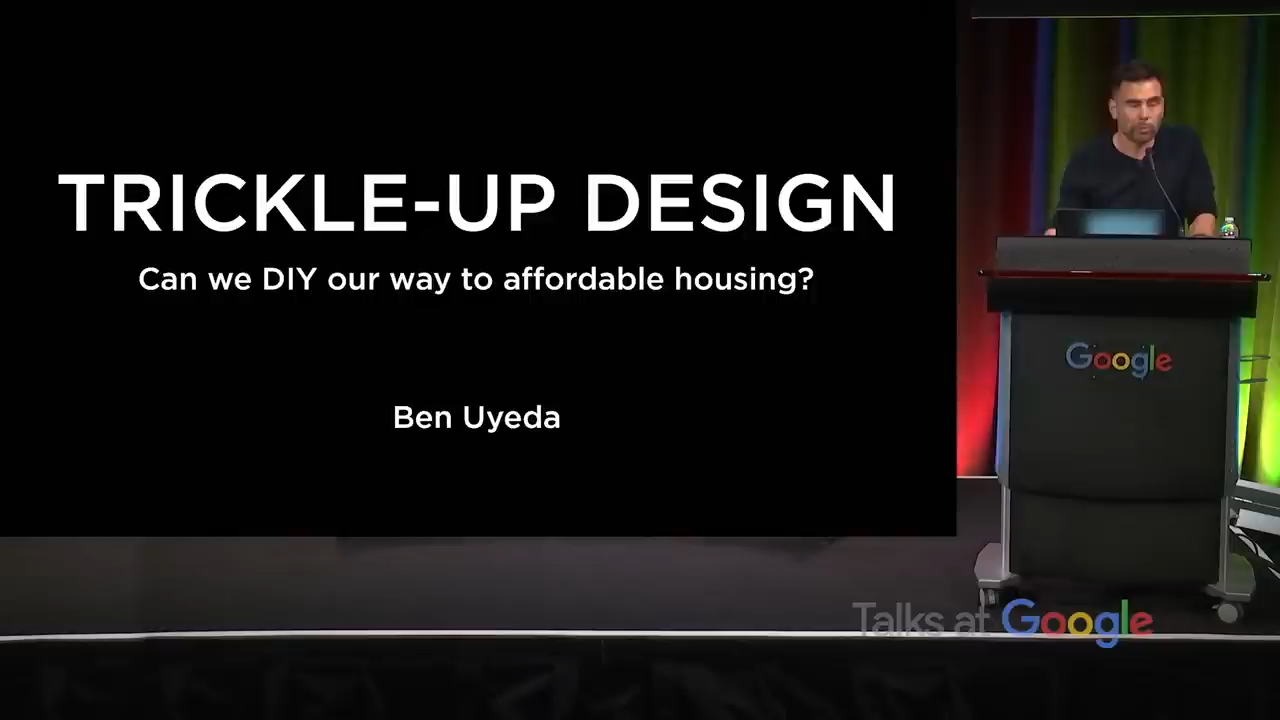 TRICKLE-UP DESIGN
Can we DIY our way to affordable housing?
Ben Uyeda
Google
Talks at Google